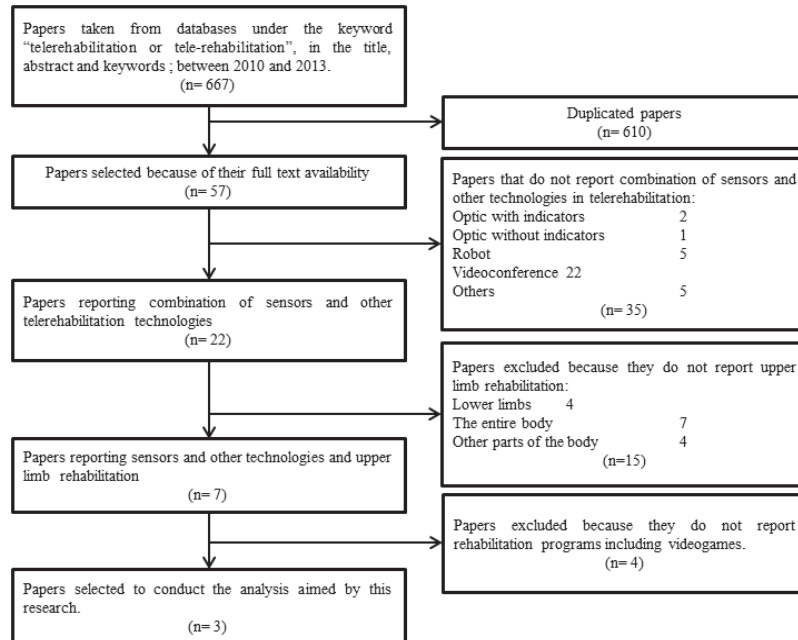 Papers taken from databases under the keyword
“telerehabilitation or tele-rehabilitation”, in the title,
abstract and keywords ; between 2010 and 2013.
(n= 667)
Duplicated papers
(n= 610)
Papers selected because of their full text availability
(n= 57)
Papers that do not report combination of sensors and
other technologies in telerehabilitation:
Optic with indicators 2
Optic without indicators 1
Robot 5
Videoconference 22
Others 5
(n= 35)
Papers reporting combination of sensors and other
telerehabilitation technologies
(n= 22)
Papers excluded because they do not report upper
limb rehabilitation:
Lower limbs 4
The entire body 7
Other parts of the body 4
(n=15)
Papers reporting sensors and other technologies and upper
limb rehabilitation
(n= 7)
Papers excluded because they do not report
rehabilitation programs including videogames.
(n= 4)
Papers selected to conduct the analysis aimed by this
research.
(n= 3)